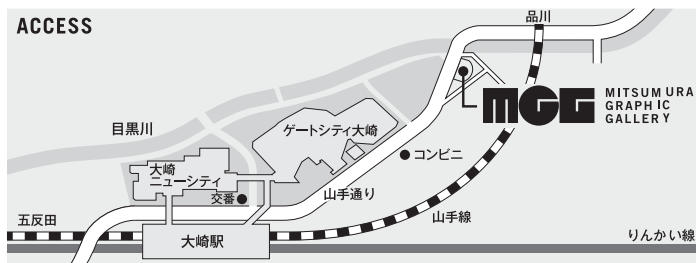 ACCESS
品川
MGG
MITSUMURA
GRAPHIC
GALLERY
目黒川
ゲートシティ大崎
コンビニ
大崎
ニューシティ
交番
山手通り
五反田
山手線
大崎駅
りんかい線